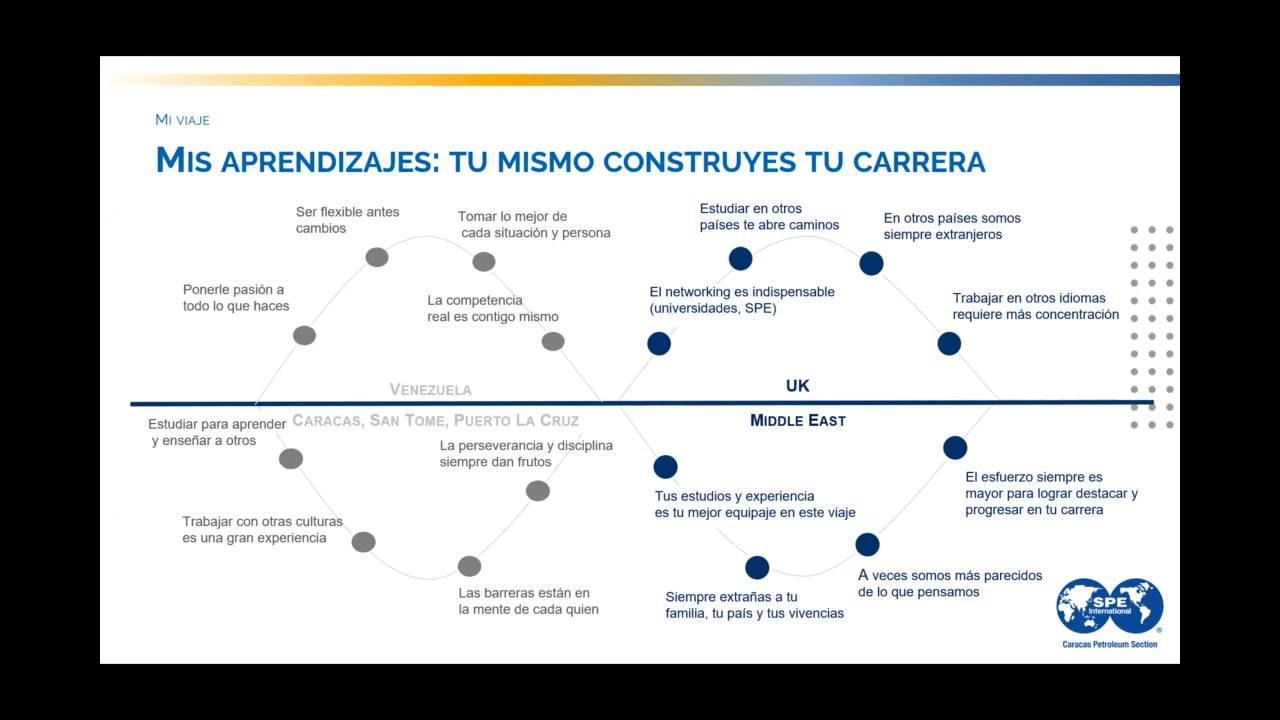 Mi viaje
Mis aprendizajes: tu mismo construyes tu carrera
Ser flexible antes
cambios
Tomar lo mejor de
cada situación y persona
Ponerle pasión a
todo lo que haces
La competencia
real es contigo mismo
Estudiar en otros
países te abre caminos
En otros países somos
siempre extranjeros
El networking es indispensable
(universidades, SPE)
Trabajar en otros idiomas
requiere más concentración
Venezuela
UK
Caracas, San Tome, Puerto La Cruz
Middle East
Estudiar para aprender
y enseñar a otros
La perseverancia y disciplina
siempre dan frutos
Trabajar con otras culturas
es una gran experiencia
Las barreras están en
la mente de cada quien
Tus estudios y experiencia
es tu mejor equipaje en este viaje
El esfuerzo siempre es
mayor para lograr destacar y
progresar en tu carrera
Siempre extrañas a tu
familia, tu país y tus vivencias
A veces somos más parecidos
de lo que pensamos
SPE
International
®
Caracas Petroleum Section